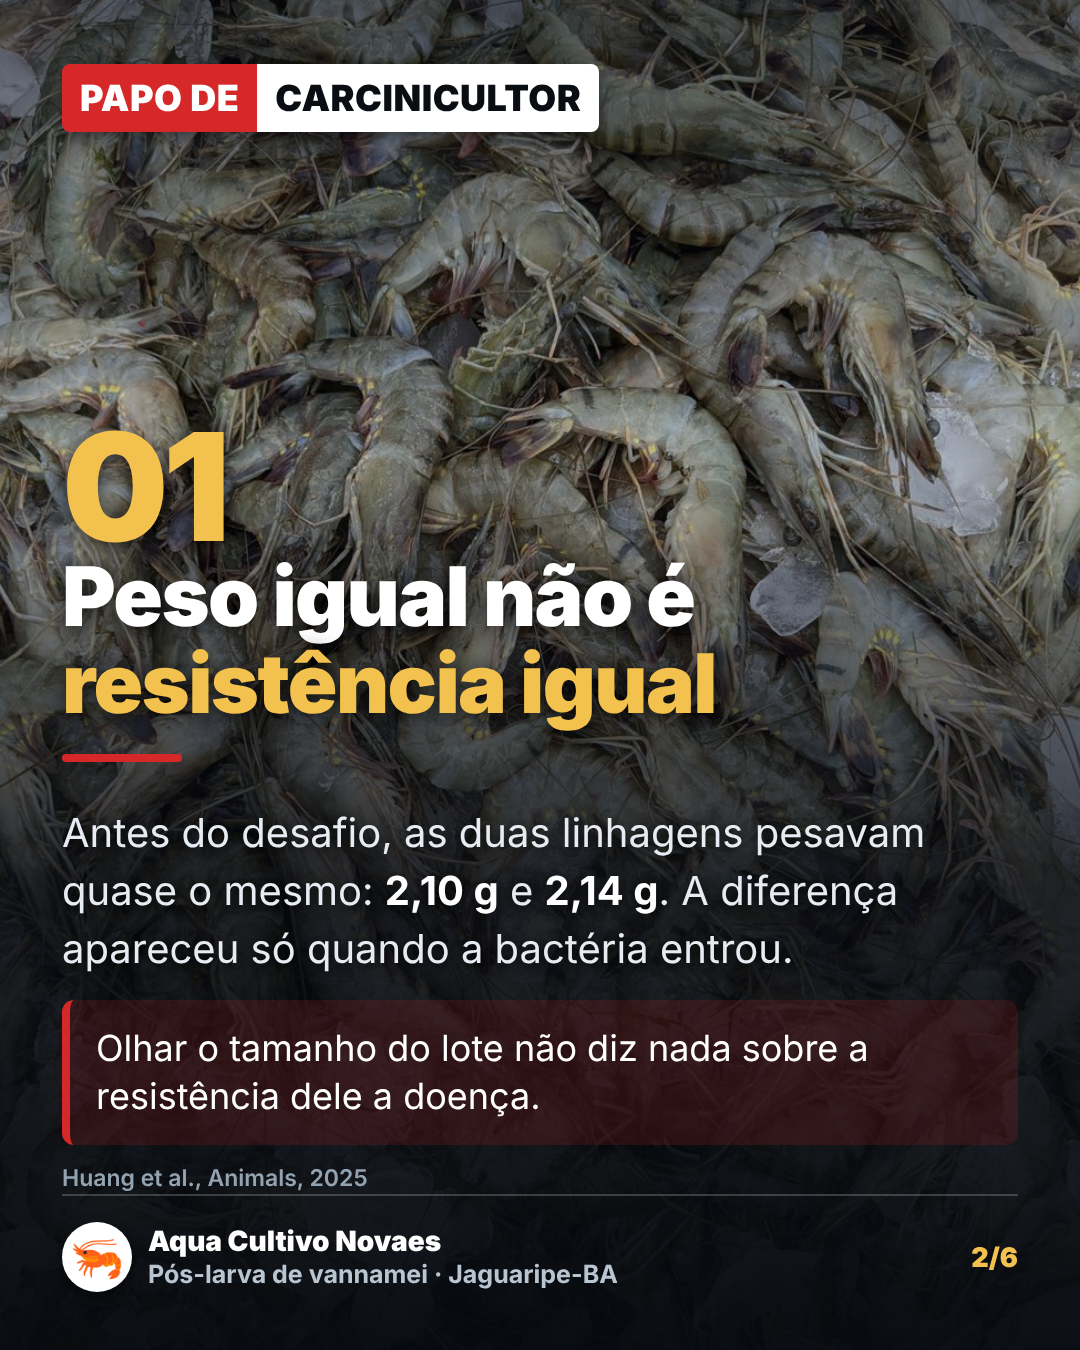 PAPO DE CARCINICULTOR
01
Peso igual não é
resistência igual
Antes do desafio, as duas linhagens pesavam
quase o mesmo: 2,10 g e 2,14 g. A diferença
apareceu só quando a bactéria entrou.
Olhar o tamanho do lote não diz nada sobre a
resistência dele a doença.
Huang et al., Animals, 2025
Aqua Cultivo Novaes
Pós-larva de vannamei · Jaguaripe-BA
2/6